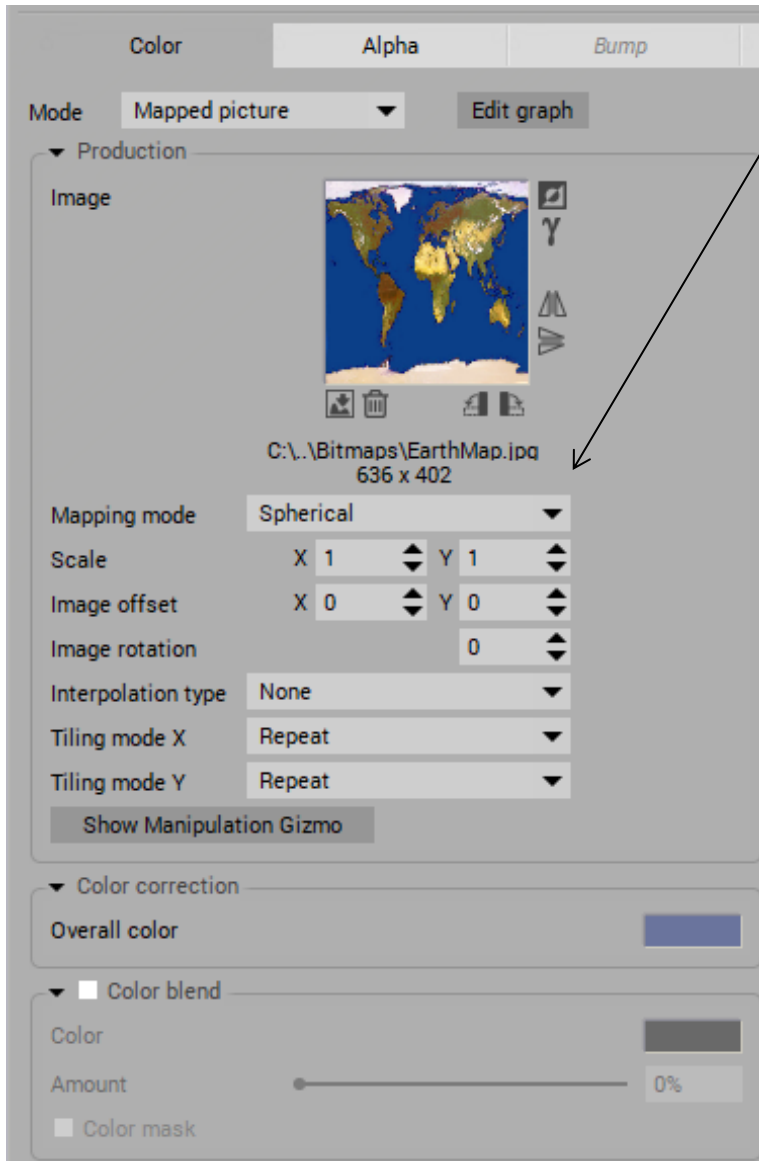 Color Alpha Bump
Mode Mapped picture Edit graph
Production
Image
γ
C:\..\Bitmaps\EarthMap.jpg
636 x 402
Mapping mode Spherical
Scale X 1 Y 1
Image offset X 0 Y 0
Image rotation 0
Interpolation type None
Tiling mode X Repeat
Tiling mode Y Repeat
Show Manipulation Gizmo
Color correction
Overall color
Color blend
Color
Amount 0%
Color mask